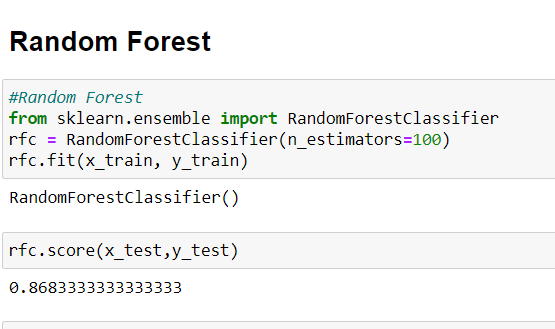 Random Forest
#Random Forest
from sklearn.ensemble import RandomForestClassifier
rfc = RandomForestClassifier(n_estimators=100)
rfc.fit(x_train, y_train)
RandomForestClassifier()
rfc.score(x_test,y_test)
0.8683333333333333